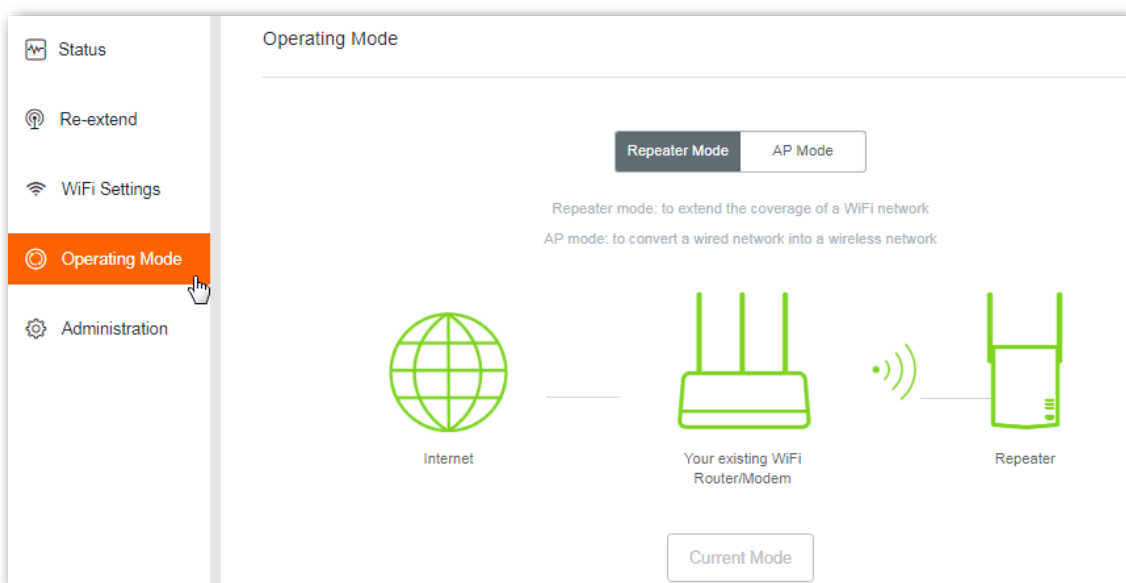 Status
Re-extend
WiFi Settings
Operating Mode
Administration
Operating Mode
Repeater Mode
AP Mode
Repeater mode: to extend the coverage of a WiFi network
AP mode: to convert a wired network into a wireless network
Internet
Your existing WiFi
Router/Modem
Repeater
Current Mode